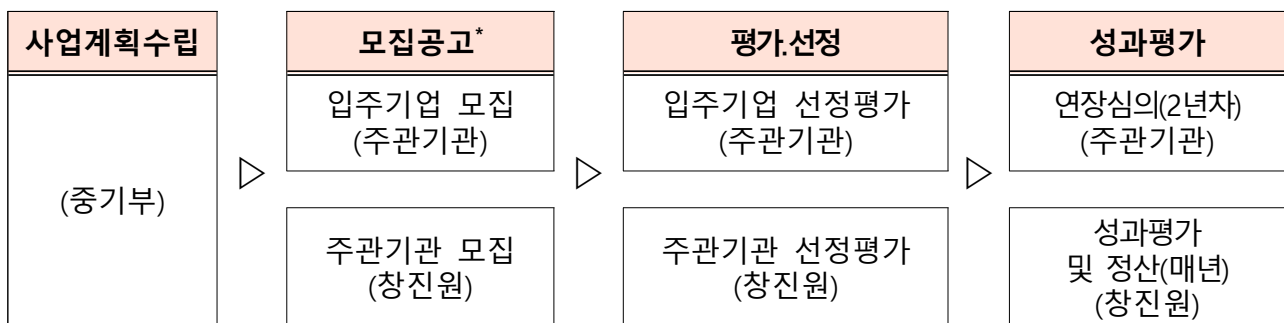 사업계획수립
(중기부)
▷
모집공고*
입주기업 모집
(주관기관)
주관기관 모집
(창진원)
▷
평가.선정
입주기업 선정평가
(주관기관)
주관기관 선정평가
(창진원)
▷
성과평가
연장심의(2년차)
(주관기관)
성과평가
및 정산(매년)
(창진원)